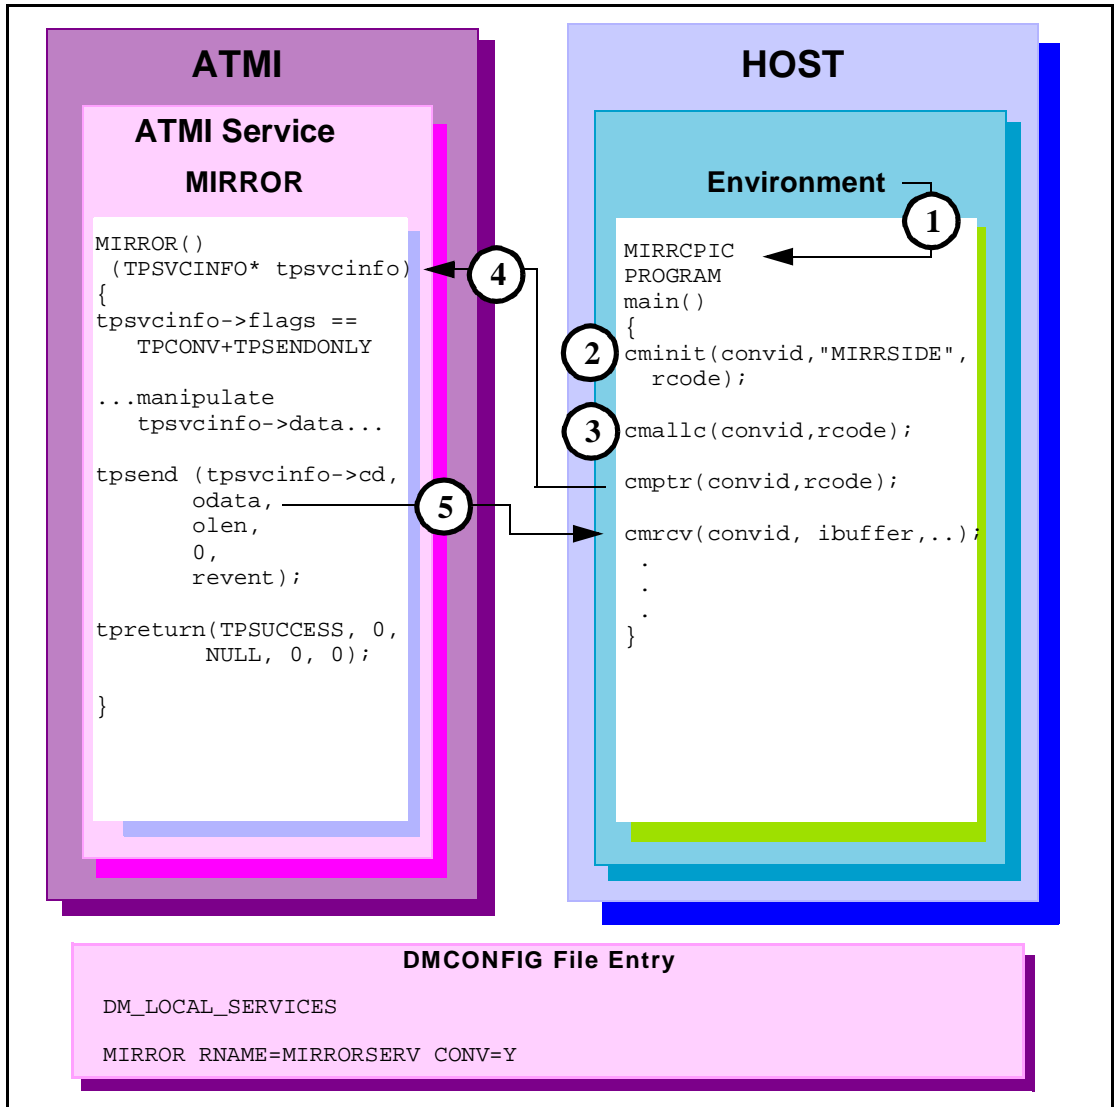 ATMI
ATMI Service
MIRROR
MIRROR()
(TPSVCINFO* tpsvcinfo)
{
tpsvcinfo->flags ==
TPCONV+TPSENDONLY
...manipulate
tpsvcinfo->data...
tpsend (tpsvcinfo->cd,
odata,
olen,
0,
revent);
tpreturn(TPSUCCESS, 0,
NULL, 0, 0);
}
4
5
HOST
Environment
1
MIRRCPIC
PROGRAM
main()
{
2
cminit(convid,"MIRRSIDE",
rcode);
3
cmallc(convid,rcode);
cmptr(convid,rcode);
cmrcv(convid, ibuffer,..);
.
.
.
}
DMCONFIG File Entry
DM_LOCAL_SERVICES
MIRROR RNAME=MIRRORSERV CONV=Y